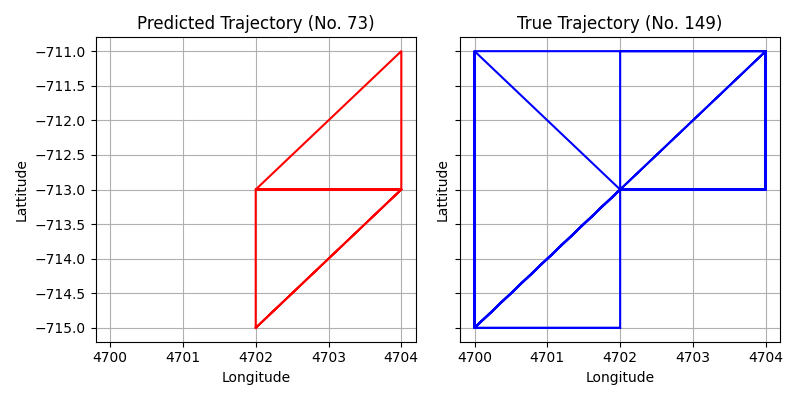 Predicted Trajectory (No. 73)
True Trajectory (No. 149)
Lattitude
−711.0
−711.5
−712.0
−712.5
−713.0
−713.5
−714.0
−714.5
−715.0
4700 4701 4702 4703 4704
Longitude
Lattitude
4700 4701 4702 4703 4704
Longitude